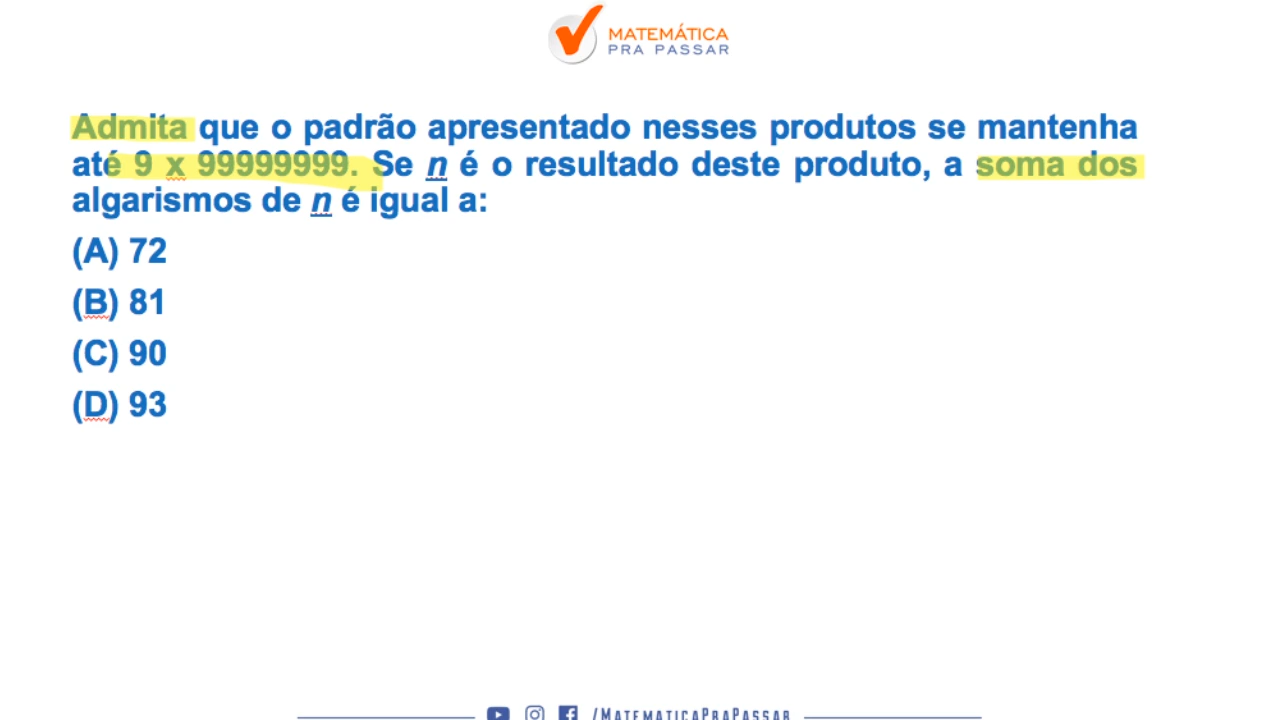 MATEMÁTICA
PRA PASSAR
Admita que o padrão apresentado nesses produtos se mantenha
até 9 x 99999999. Se n é o resultado deste produto, a soma dos
algarismos de n é igual a:
(A) 72
(B) 81
(C) 90
(D) 93
/MATEMATICAPRAPASSAR